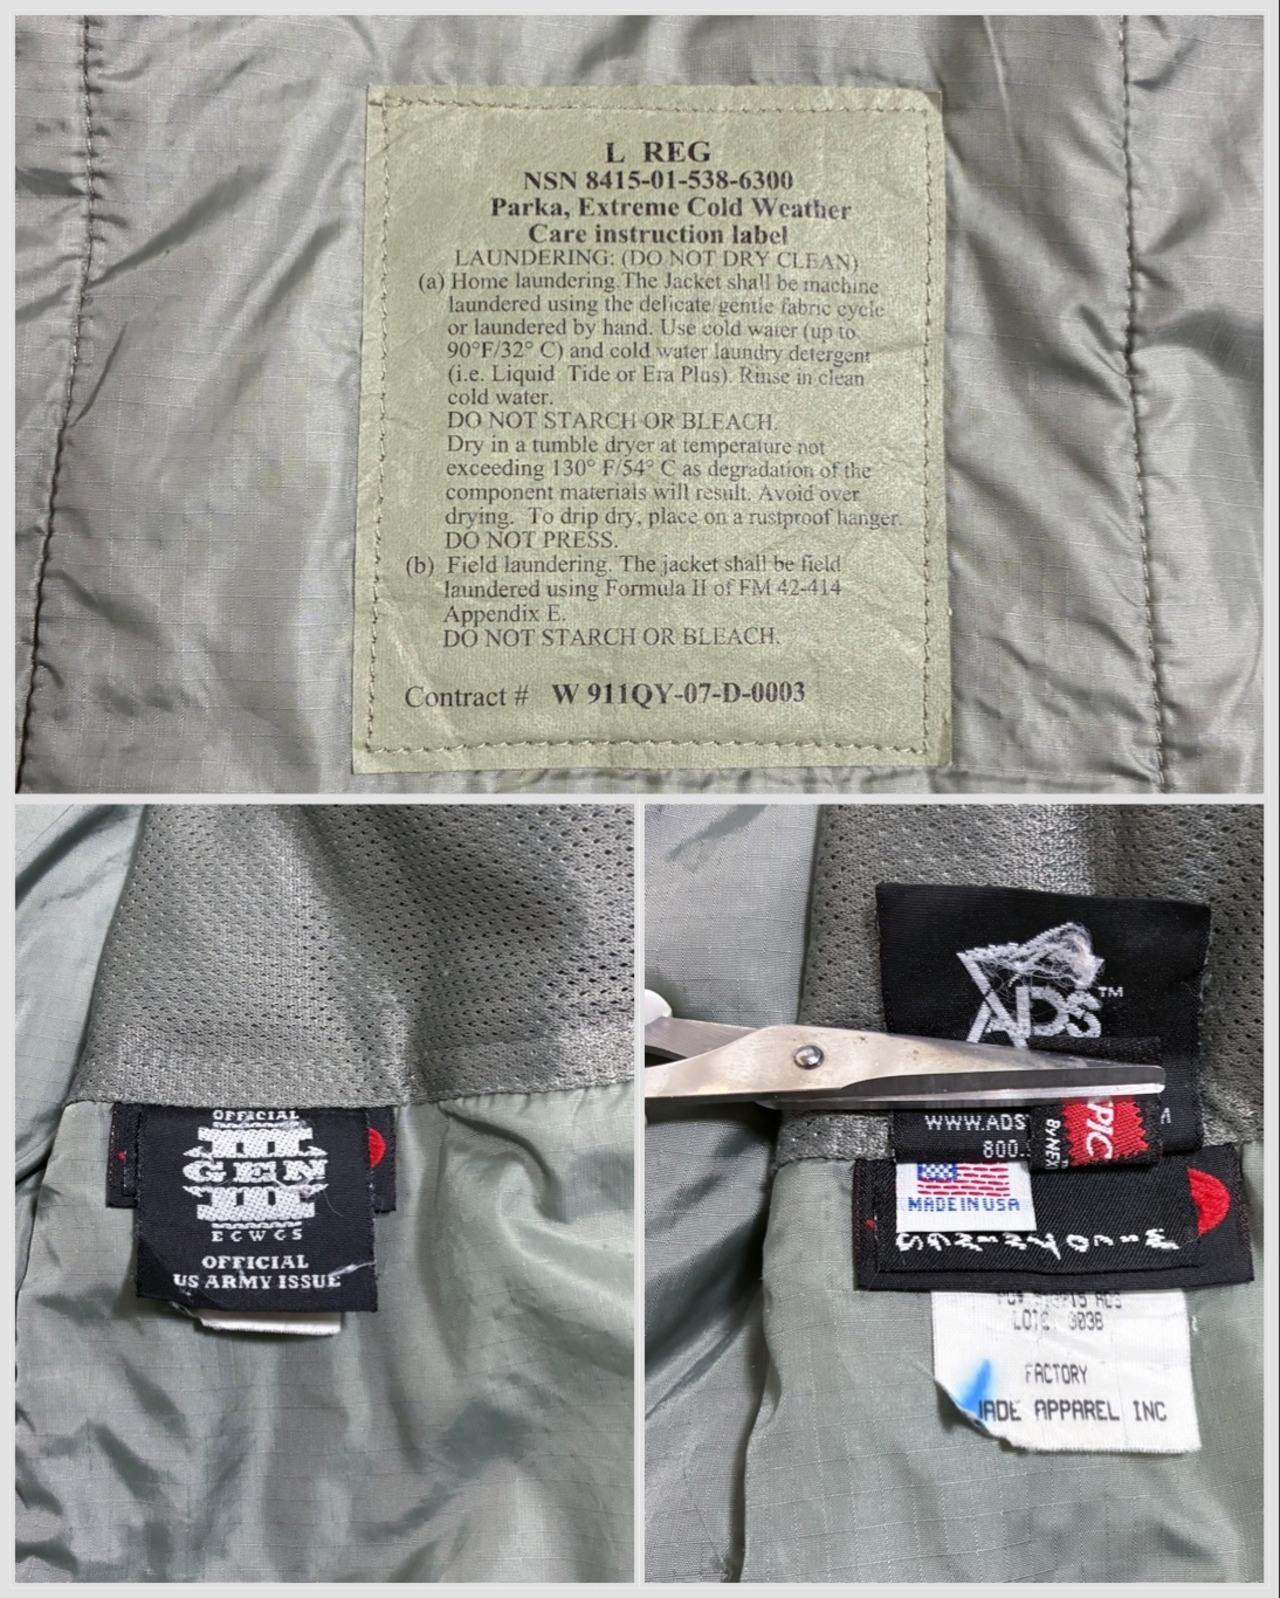 L REG
NSN 8415-01-538-6300
Parka, Extreme Cold Weather
Care instruction label
LAUNDERING: (DO NOT DRY CLEAN)
(a) Home laundering. The Jacket shall be machine
laundered using the delicate/gentle fabric cycle
or laundered by hand. Use cold water (up to
90°F/32° C) and cold water laundry detergent
(i.e. Liquid Tide or Era Plus). Rinse in clean
cold water.
DO NOT STARCH OR BLEACH.
Dry in a tumble dryer at temperature not
exceeding 130° F/54° C as degradation of the
component materials will result. Avoid over
drying. To drip dry, place on a rustproof hanger.
DO NOT PRESS.
(b) Field laundering. The jacket shall be field
laundered using Formula II of FM 42-414
Appendix E.
DO NOT STARCH OR BLEACH.
Contract # W 911QY-07-D-0003
OFFICIAL
III
GEN
III
ECWCS
OFFICIAL
US ARMY ISSUE
ADS™
WWW.ADS
800.
PIC
By NEX
MADE IN USA
FACTORY
JADE APPAREL INC